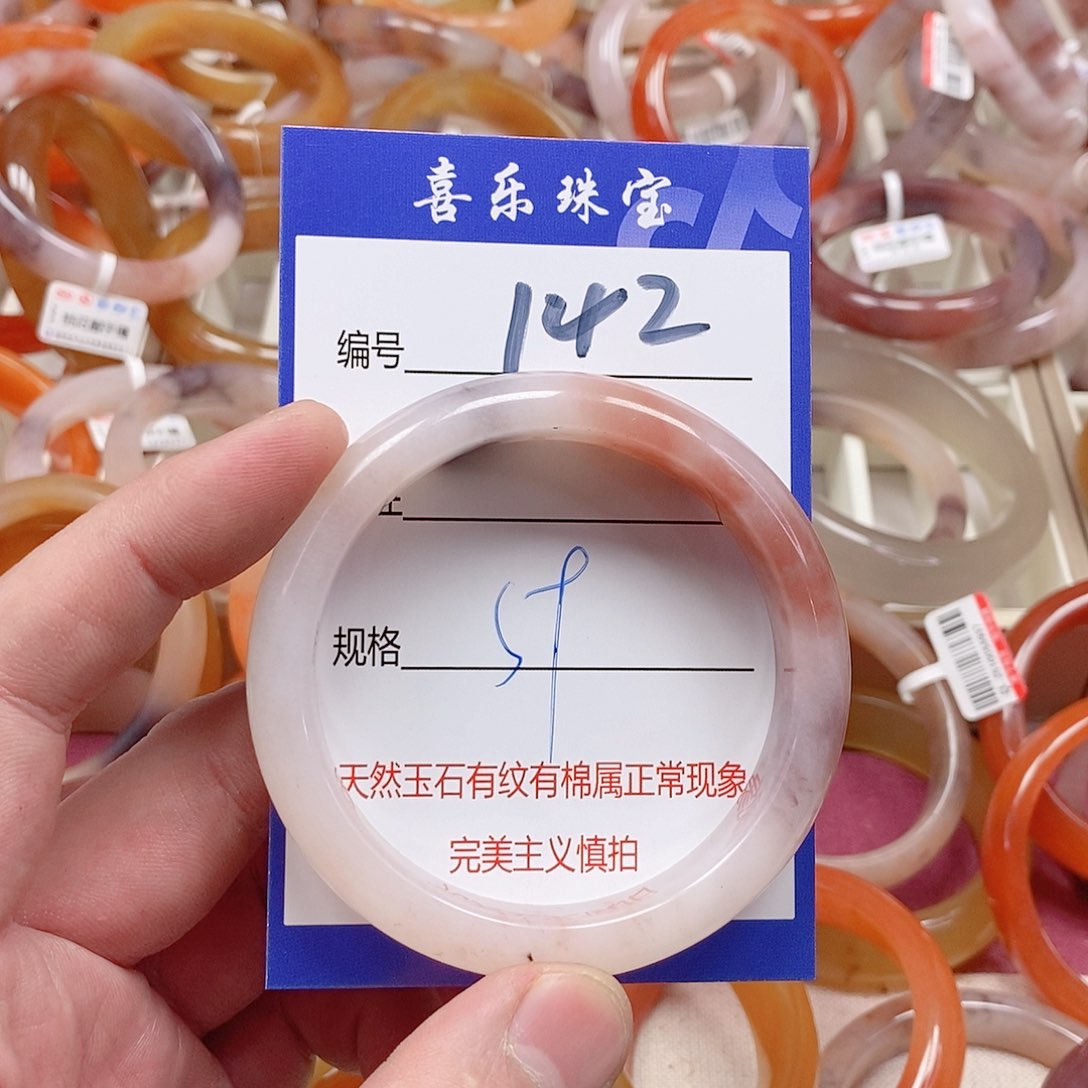 喜乐珠宝
编号 142
规格 59
天然玉石有纹有棉属正常现象
完美主义慎拍